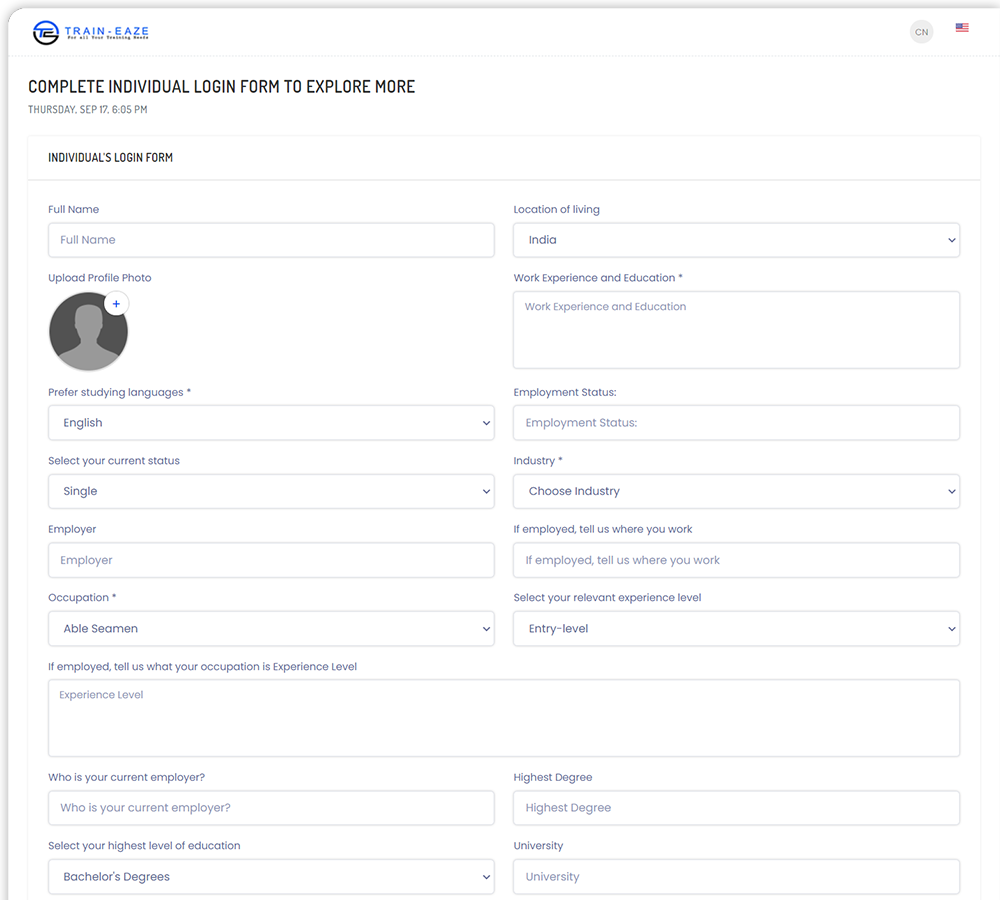 TRAIN-EAZE
For all Your Training Needs
CN
COMPLETE INDIVIDUAL LOGIN FORM TO EXPLORE MORE
THURSDAY, SEP 17, 6:05 PM
INDIVIDUAL'S LOGIN FORM
Full Name
Location of living
Full Name
India
Upload Profile Photo
Work Experience and Education *
+
Work Experience and Education
Prefer studying languages *
Employment Status:
English
Employment Status:
Select your current status
Industry *
Single
Choose Industry
Employer
If employed, tell us where you work
Employer
If employed, tell us where you work
Occupation *
Select your relevant experience level
Able Seamen
Entry-level
If employed, tell us what your occupation is Experience Level
Experience Level
Who is your current employer?
Highest Degree
Who is your current employer?
Highest Degree
Select your highest level of education
University
Bachelor's Degrees
University